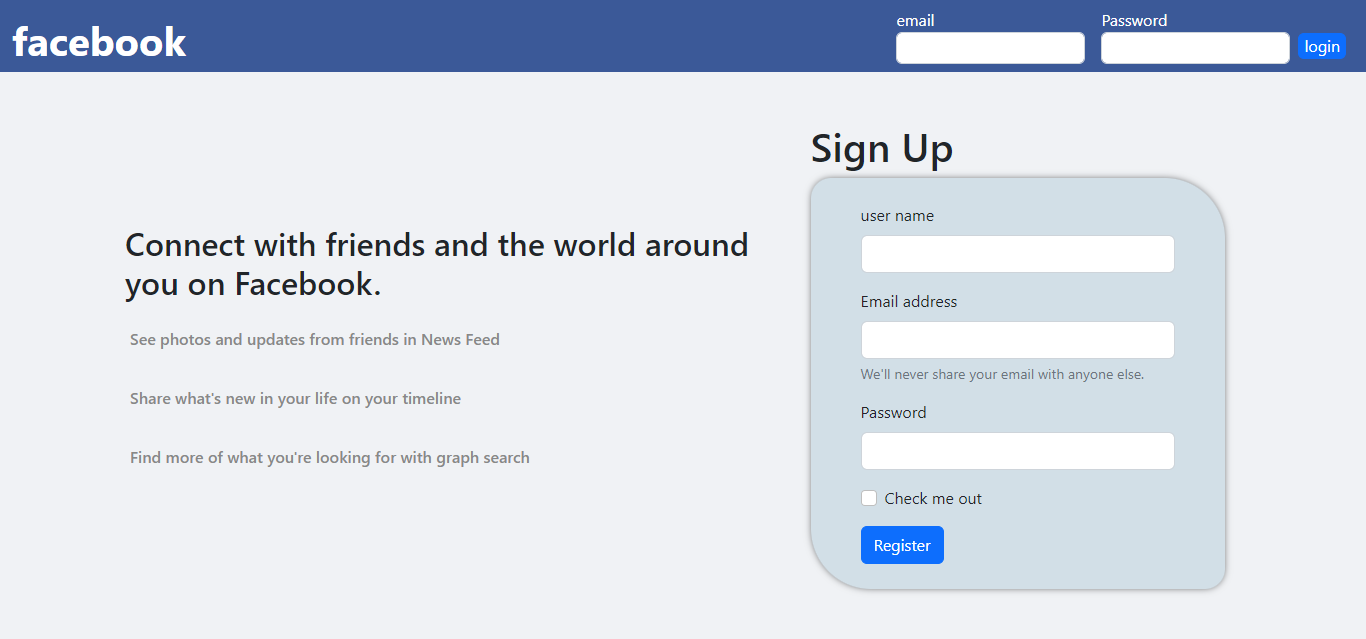 facebook
email
Password
login
Sign Up
Connect with friends and the world around
you on Facebook.
See photos and updates from friends in News Feed
Share what's new in your life on your timeline
Find more of what you're looking for with graph search
user name
Email address
We'll never share your email with anyone else.
Password
Check me out
Register